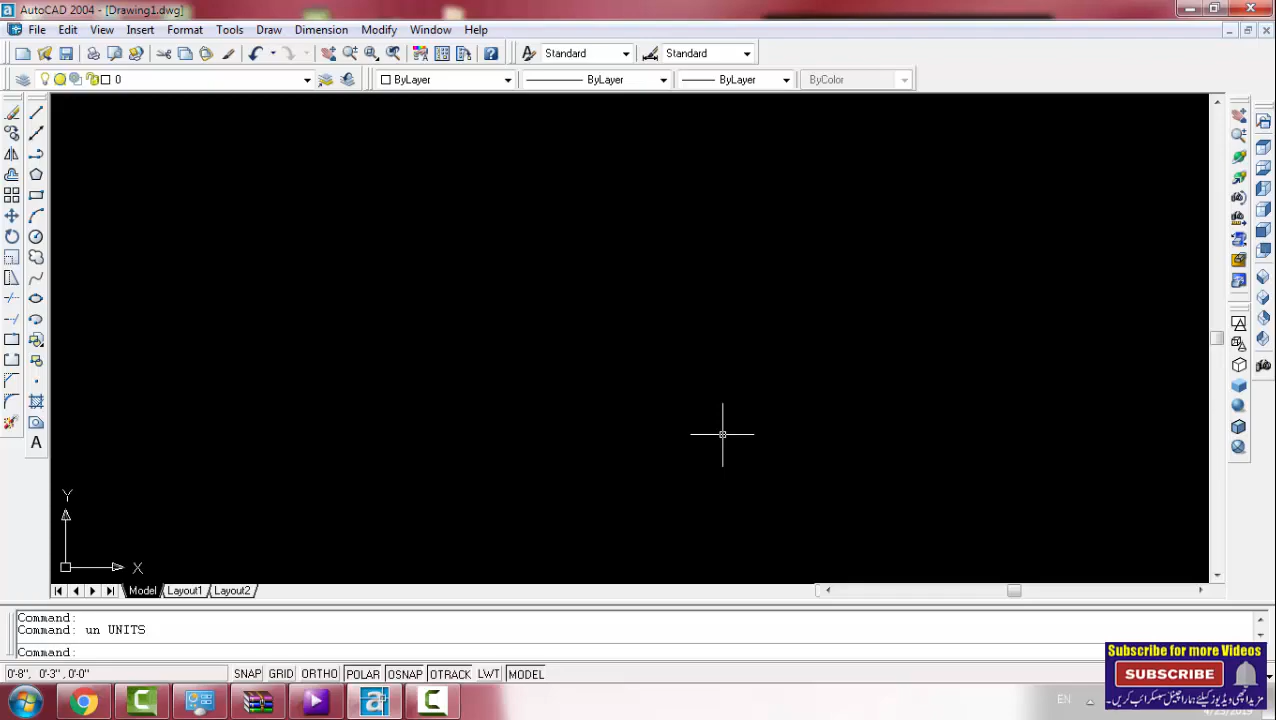 AutoCAD 2004 - [Drawing1.dwg]
File Edit View Insert Format Tools Draw Dimension Modify Window Help
Standard Standard
0 ByLayer ByLayer ByLayer ByColor
A
Y
X
Model Layout1 Layout2
Command:
Command: un UNITS
Command:
0'-8", 0'-3", 0'-0" SNAP GRID ORTHO POLAR OSNAP OTRACK LWT MODEL
Subscribe for more Videos
SUBSCRIBE
EN